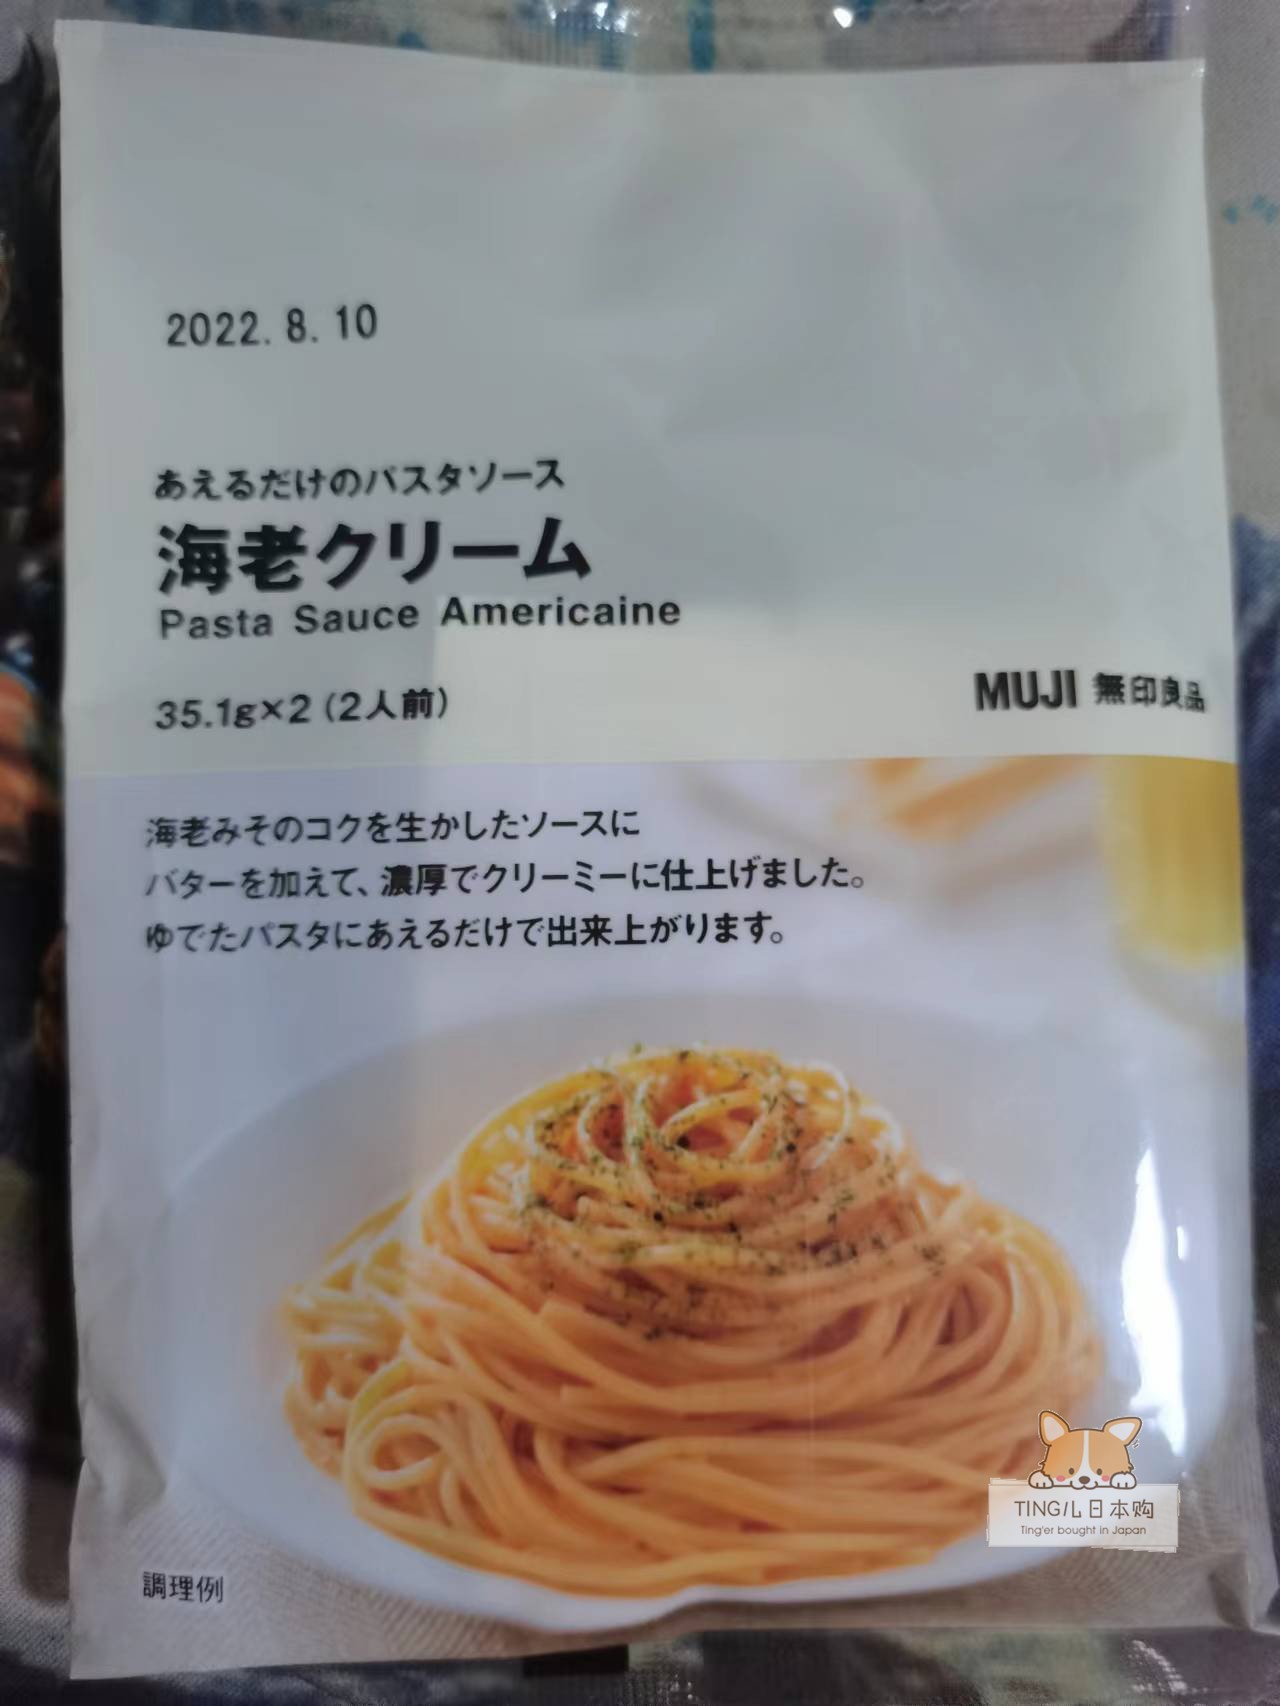 2022. 8. 10
あえるだけのパスタソース
海老クリーム
Pasta Sauce Americaine
35.1g×2（2人前）
MUJI 無印良品
海老みそのコクを生かしたソースに
バターを加えて、濃厚でクリーミーに仕上げました。
ゆでたパスタにあえるだけで出来上がります。
TING儿日本购
Ting'er bought in Japan
調理例